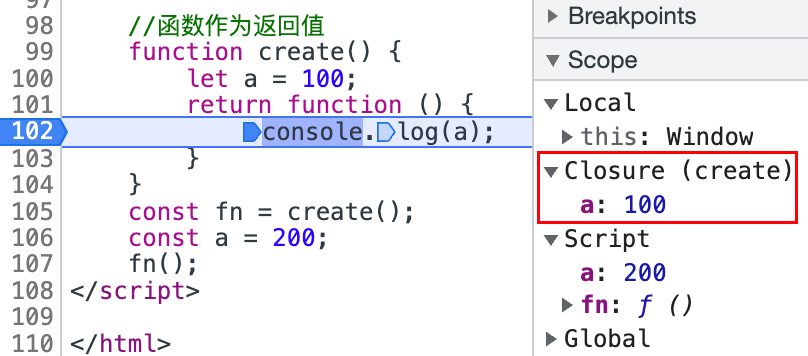 97
98 //函数作为返回值
99 function create() {
100 let a = 100;
101 return function () {
102 console.log(a);
103 }
104 }
105 const fn = create();
106 const a = 200;
107 fn();
108 </script>
109
110 </html>
Breakpoints
Scope
Local
this: Window
Closure (create)
a: 100
Script
a: 200
fn: ƒ ()
Global